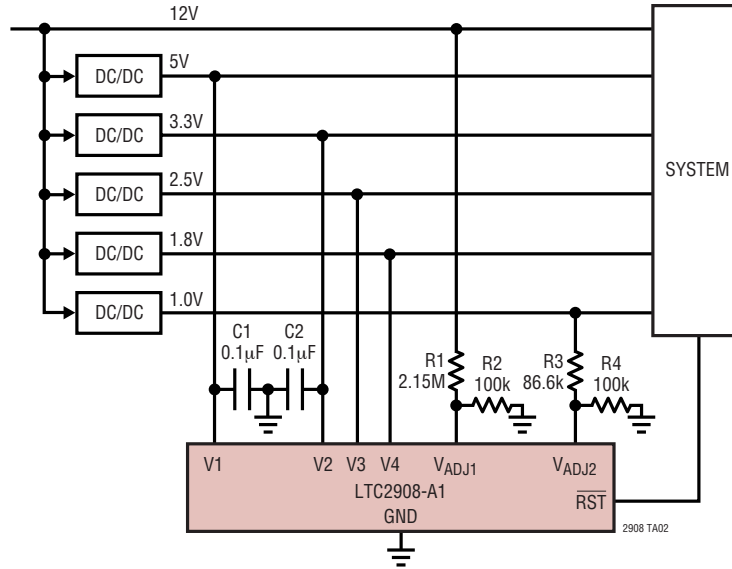 12V
5V
DC/DC
3.3V
DC/DC
2.5V
DC/DC
SYSTEM
1.8V
DC/DC
1.0V
DC/DC
C1
0.1µF
C2
0.1µF
R1
2.15M
R2
100k
R3
86.6k
R4
100k
V1 V2 V3 V4 VADJ1 VADJ2
LTC2908-A1
RST
GND
2908 TA02